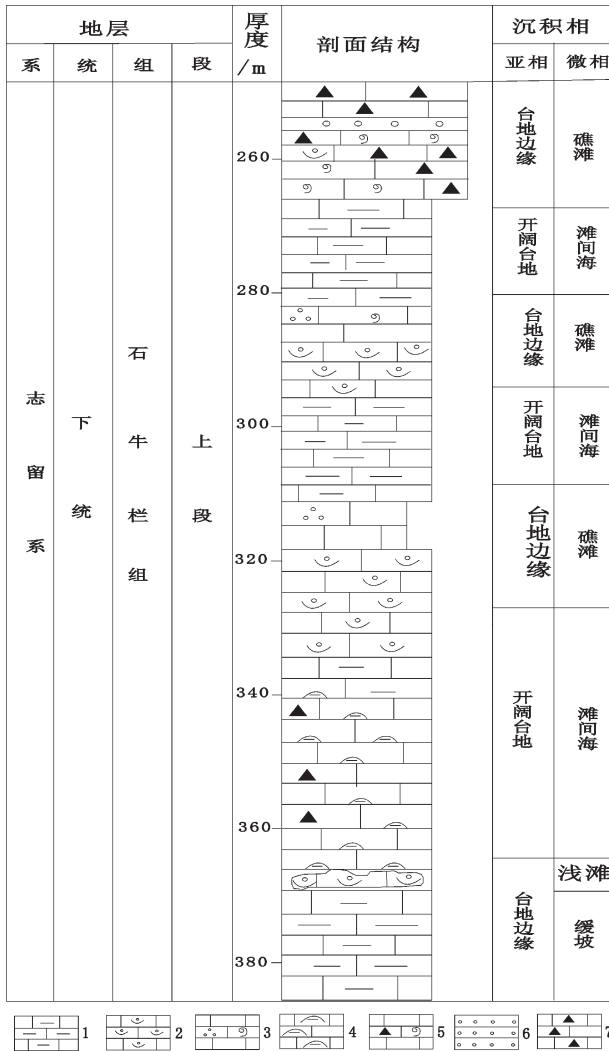 地层
厚度/m
剖面结构
沉积相
系
统
组
段
亚相
微相
志留系
下统
石牛栏组
上段
260
280
300
320
340
360
380
台地边缘
礁滩
开阔台地
滩间海
台地边缘
礁滩
开阔台地
滩间海
台地边缘
礁滩
开阔台地
滩间海
台地边缘
浅滩
缓坡
1
2
3
4
5
6
7